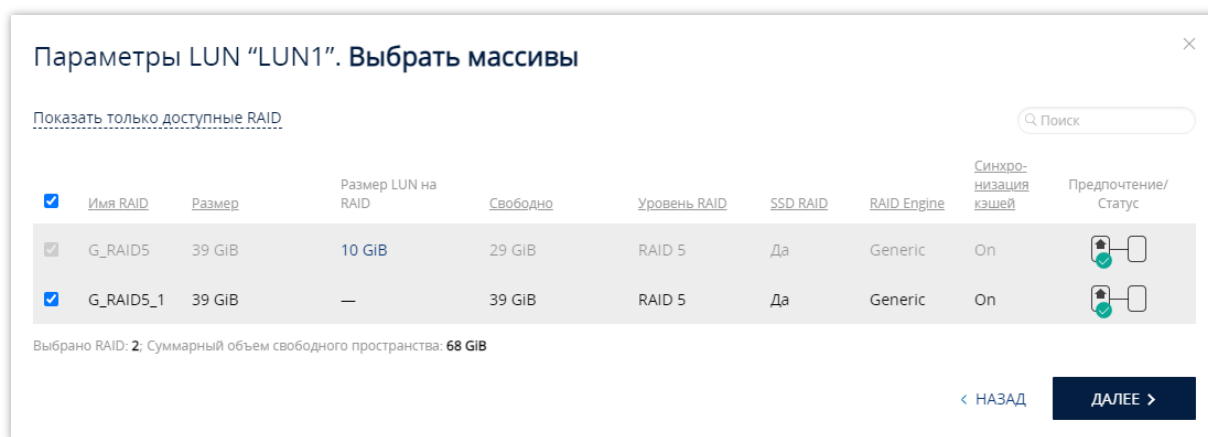 Параметры LUN “LUN1”. Выбрать массивы
Показать только доступные RAID
Поиск
Имя RAID Размер Размер LUN на RAID Свободно Уровень RAID SSD RAID RAID Engine Синхро-низация кэшей Предпочтение/Статус
G_RAID5 39 GiB 10 GiB 29 GiB RAID 5 Да Generic On
G_RAID5_1 39 GiB — 39 GiB RAID 5 Да Generic On
Выбрано RAID: 2; Суммарный объем свободного пространства: 68 GiB
< НАЗАД ДАЛЕЕ >